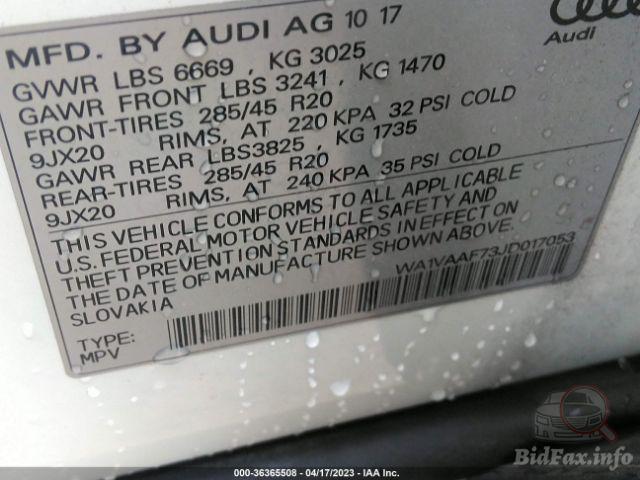 MFD. BY AUDI AG 10 17
Audi
GVWR LBS 6669 , KG 3025
GAWR FRONT LBS 3241 , KG 1470
FRONT-TIRES 285/45 R20
9JX20 RIMS, AT 220 KPA 32 PSI COLD
GAWR REAR LBS3825 , KG 1735
REAR-TIRES 285/45 R20
9JX20 RIMS, AT 240 KPA 35 PSI COLD
THIS VEHICLE CONFORMS TO ALL APPLICABLE
U.S. FEDERAL MOTOR VEHICLE SAFETY AND
THEFT PREVENTION STANDARDS IN EFFECT ON
THE DATE OF MANUFACTURE SHOWN ABOVE.
SLOVAKIA
WA1VAAF73JD017053
TYPE:
MPV
BidFax.info
000-36365508 - 04/17/2023 - IAA Inc.